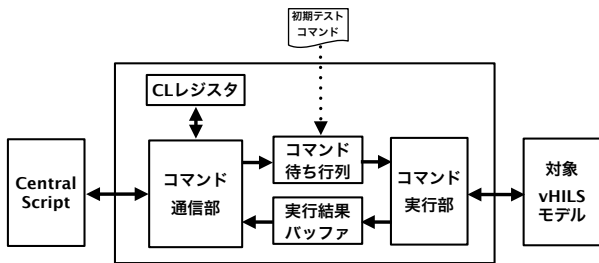 初期テスト
コマンド
CLレジスタ
Central
Script
コマンド
通信部
コマンド
待ち行列
実行結果
バッファ
コマンド
実行部
対象
vHILS
モデル